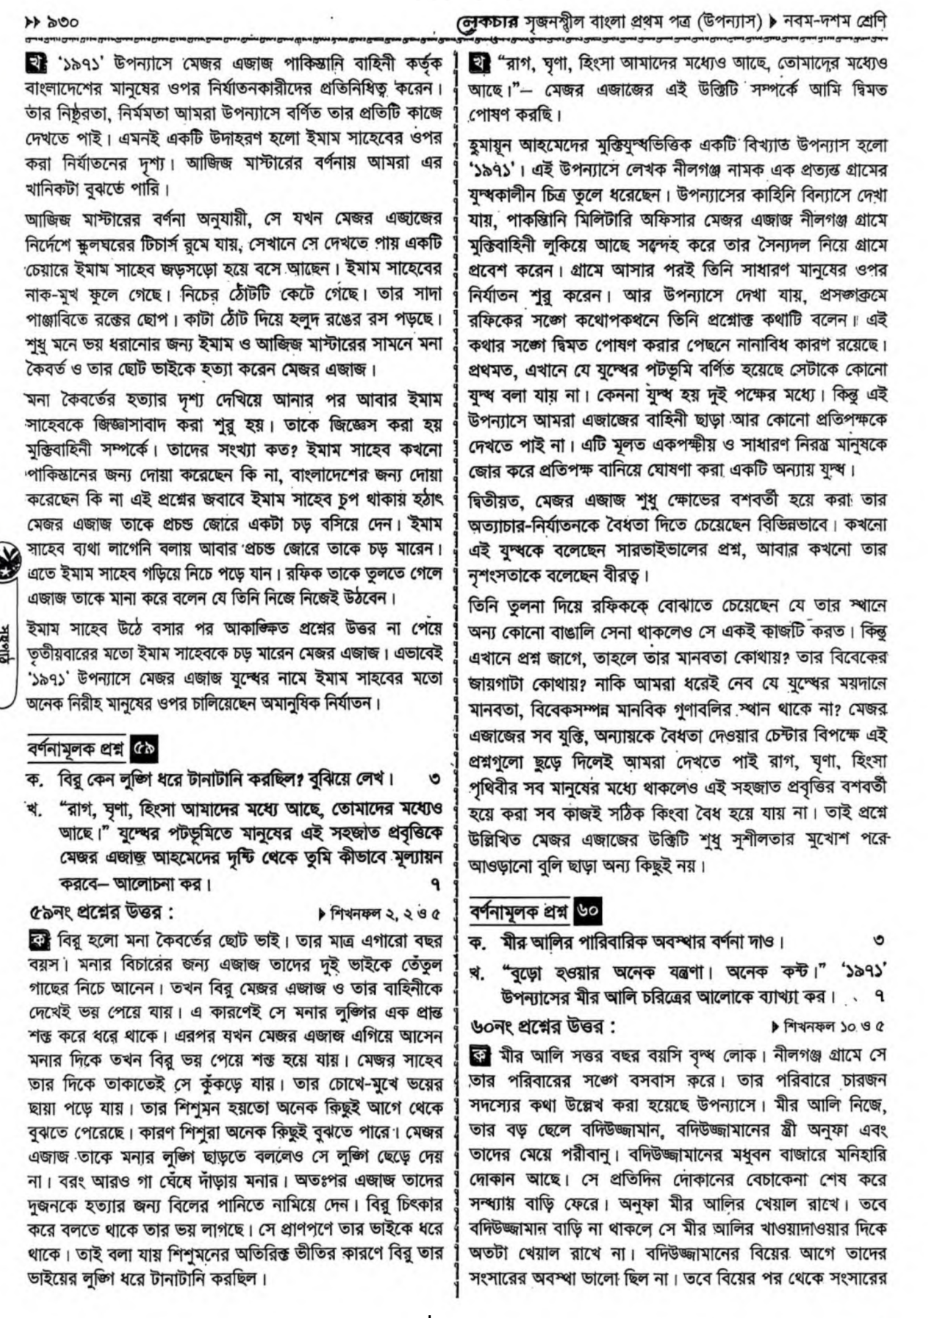 ▸▸ ৯৩০
লেকচার সৃজনশীল বাংলা প্রথম পত্র (উপন্যাস) ▸ নবম-দশম শ্রেণি
খ ‘১৯৭১’ উপন্যাসে মেজর এজাজ পাকিস্তানি বাহিনী কর্তৃক
বাংলাদেশের মানুষের ওপর নির্যাতনকারীদের প্রতিনিধিত্ব করেন।
তার নিষ্ঠুরতা, নির্মমতা আমরা উপন্যাসে বর্ণিত তার প্রতিটি কাজে
দেখতে পাই। এমনই একটি উদাহরণ হলো ইমাম সাহেবের ওপর
করা নির্যাতনের দৃশ্য। আজিজ মাস্টারের বর্ণনায় আমরা এর
খানিকটা বুঝতে পারি।
আজিজ মাস্টারের বর্ণনা অনুযায়ী, সে যখন মেজর এজাজের
নির্দেশে স্কুলঘরের টিচার্স রুমে যায়, সেখানে সে দেখতে পায় একটি
চেয়ারে ইমাম সাহেব জড়সড়ো হয়ে বসে আছেন। ইমাম সাহেবের
নাক-মুখ ফুলে গেছে। নিচের ঠোঁটটি কেটে গেছে। তার সাদা
পাঞ্জাবিতে রক্তের ছোপ। কাটা ঠোঁট দিয়ে হলুদ রঙের রস পড়ছে।
শুধু মনে ভয় ধরানোর জন্য ইমাম ও আজিজ মাস্টারের সামনে মনা
কৈবর্ত ও তার ছোট ভাইকে হত্যা করেন মেজর এজাজ।
মনা কৈবর্তের হত্যার দৃশ্য দেখিয়ে আনার পর আবার ইমাম
সাহেবকে জিজ্ঞাসাবাদ করা শুরু হয়। তাকে জিজ্ঞেস করা হয়
মুক্তিবাহিনী সম্পর্কে। তাদের সংখ্যা কত? ইমাম সাহেব কখনো
পাকিস্তানের জন্য দোয়া করেছেন কি না, বাংলাদেশের জন্য দোয়া
করেছেন কি না এই প্রশ্নের জবাবে ইমাম সাহেব চুপ থাকায় হঠাৎ
মেজর এজাজ তাকে প্রচন্ড জোরে একটা চড় বসিয়ে দেন। ইমাম
সাহেব ব্যথা লাগেনি বলায় আবার প্রচন্ড জোরে তাকে চড় মারেন।
এতে ইমাম সাহেব গড়িয়ে নিচে পড়ে যান। রফিক তাকে তুলতে গেলে
এজাজ তাকে মানা করে বলেন যে তিনি নিজে নিজেই উঠবেন।
ইমাম সাহেব উঠে বসার পর আকাঙ্ক্ষিত প্রশ্নের উত্তর না পেয়ে
তৃতীয়বারের মতো ইমাম সাহেবকে চড় মারেন মেজর এজাজ। এভাবেই
‘১৯৭১’ উপন্যাসে মেজর এজাজ যুদ্ধের নামে ইমাম সাহবের মতো
অনেক নিরীহ মানুষের ওপর চালিয়েছেন অমানুষিক নির্যাতন।
বর্ণনামূলক প্রশ্ন ৫৯
ক. বিরু কেন লুঙ্গি ধরে টানাটানি করছিল? বুঝিয়ে লেখ। ৩
খ. “রাগ, ঘৃণা, হিংসা আমাদের মধ্যে আছে, তোমাদের মধ্যেও
আছে।” যুদ্ধের পটভূমিতে মানুষের এই সহজাত প্রবৃত্তিকে
মেজর এজাজ আহমেদের দৃষ্টি থেকে তুমি কীভাবে মূল্যায়ন
করবে– আলোচনা কর। ৭
৫৯নং প্রশ্নের উত্তর : ▸ শিখনফল ২, ২ ও ৫
ক বিরু হলো মনা কৈবর্তের ছোট ভাই। তার মাত্র এগারো বছর
বয়স। মনার বিচারের জন্য এজাজ তাদের দুই ভাইকে তেঁতুল
গাছের নিচে আনেন। তখন বিরু মেজর এজাজ ও তার বাহিনীকে
দেখেই ভয় পেয়ে যায়। এ কারণেই সে মনার লুঙ্গির এক প্রান্ত
শক্ত করে ধরে থাকে। এরপর যখন মেজর এজাজ এগিয়ে আসেন
মনার দিকে তখন বিরু ভয় পেয়ে শক্ত হয়ে যায়। মেজর সাহেব
তার দিকে তাকাতেই সে কুঁকড়ে যায়। তার চোখে-মুখে ভয়ের
ছায়া পড়ে যায়। তার শিশুমন হয়তো অনেক কিছুই আগে থেকে
বুঝতে পেরেছে। কারণ শিশুরা অনেক কিছুই বুঝতে পারে। মেজর
এজাজ তাকে মনার লুঙ্গি ছাড়তে বললেও সে লুঙ্গি ছেড়ে দেয়
না। বরং আরও গা ঘেঁষে দাঁড়ায় মনার। অতঃপর এজাজ তাদের
দুজনকে হত্যার জন্য বিলের পানিতে নামিয়ে দেন। বিরু চিৎকার
করে বলতে থাকে তার ভয় লাগছে। সে প্রাণপণে তার ভাইকে ধরে
থাকে। তাই বলা যায় শিশুমনের অতিরিক্ত ভীতির কারণে বিরু তার
ভাইয়ের লুঙ্গি ধরে টানাটানি করছিল।
খ “রাগ, ঘৃণা, হিংসা আমাদের মধ্যেও আছে, তোমাদের মধ্যেও
আছে।”– মেজর এজাজের এই উক্তিটি সম্পর্কে আমি দ্বিমত
পোষণ করছি।
হুমায়ূন আহমেদের মুক্তিযুদ্ধভিত্তিক একটি বিখ্যাত উপন্যাস হলো
‘১৯৭১’। এই উপন্যাসে লেখক নীলগঞ্জ নামক এক প্রত্যন্ত গ্রামের
যুদ্ধকালীন চিত্র তুলে ধরেছেন। উপন্যাসের কাহিনি বিন্যাসে দেখা
যায়, পাকস্তিানি মিলিটারি অফিসার মেজর এজাজ নীলগঞ্জ গ্রামে
মুক্তিবাহিনী লুকিয়ে আছে সন্দেহ করে তার সৈন্যদল নিয়ে গ্রামে
প্রবেশ করেন। গ্রামে আসার পরই তিনি সাধারণ মানুষের ওপর
নির্যাতন শুরু করেন। আর উপন্যাসে দেখা যায়, প্রসঙ্গক্রমে
রফিকের সঙ্গে কথোপকথনে তিনি প্রশ্নোক্ত কথাটি বলেন। এই
কথার সঙ্গে দ্বিমত পোষণ করার পেছনে নানাবিধ কারণ রয়েছে।
প্রথমত, এখানে যে যুদ্ধের পটভূমি বর্ণিত হয়েছে সেটাকে কোনো
যুদ্ধ বলা যায় না। কেননা যুদ্ধ হয় দুই পক্ষের মধ্যে। কিন্তু এই
উপন্যাসে আমরা এজাজের বাহিনী ছাড়া আর কোনো প্রতিপক্ষকে
দেখতে পাই না। এটি মূলত একপক্ষীয় ও সাধারণ নিরস্ত্র মানুষকে
জোর করে প্রতিপক্ষ বানিয়ে ঘোষণা করা একটি অন্যায় যুদ্ধ।
দ্বিতীয়ত, মেজর এজাজ শুধু ক্ষোভের বশবর্তী হয়ে করা তার
অত্যাচার-নির্যাতনকে বৈধতা দিতে চেয়েছেন বিভিন্নভাবে। কখনো
এই যুদ্ধকে বলেছেন সারভাইভালের প্রশ্ন, আবার কখনো তার
নৃশংসতাকে বলেছেন বীরত্ব।
তিনি তুলনা দিয়ে রফিককে বোঝাতে চেয়েছেন যে তার স্থানে
অন্য কোনো বাঙালি সেনা থাকলেও সে একই কাজটি করত। কিন্তু
এখানে প্রশ্ন জাগে, তাহলে তার মানবতা কোথায়? তার বিবেকের
জায়গাটা কোথায়? নাকি আমরা ধরেই নেব যে যুদ্ধের ময়দানে
মানবতা, বিবেকসম্পন্ন মানবিক গুণাবলির স্থান থাকে না? মেজর
এজাজের সব যুক্তি, অন্যায়কে বৈধতা দেওয়ার চেস্টার বিপক্ষে এই
প্রশ্নগুলো ছুড়ে দিলেই আমরা দেখতে পাই রাগ, ঘৃণা, হিংসা
পৃথিবীর সব মানুষের মধ্যে থাকলেও এই সহজাত প্রবৃত্তির বশবর্তী
হয়ে করা সব কাজই সঠিক কিংবা বৈধ হয়ে যায় না। তাই প্রশ্নে
উল্লিখিত মেজর এজাজের উক্তিটি শুধু সুশীলতার মুখোশ পরে
আওড়ানো বুলি ছাড়া অন্য কিছুই নয়।
বর্ণনামূলক প্রশ্ন ৬০
ক. মীর আলির পারিবারিক অবস্থার বর্ণনা দাও। ৩
খ. “বুড়ো হওয়ার অনেক যন্ত্রণা। অনেক কষ্ট।” ‘১৯৭১’
উপন্যাসের মীর আলি চরিত্রের আলোকে ব্যাখ্যা কর। ৭
৬০নং প্রশ্নের উত্তর : ▸ শিখনফল ১০ ও ৫
ক মীর আলি সত্তর বছর বয়সি বৃদ্ধ লোক। নীলগঞ্জ গ্রামে সে
তার পরিবারের সঙ্গে বসবাস করে। তার পরিবারে চারজন
সদস্যের কথা উল্লেখ করা হয়েছে উপন্যাসে। মীর আলি নিজে,
তার বড় ছেলে বদিউজ্জামান, বদিউজ্জামানের স্ত্রী অনুফা এবং
তাদের মেয়ে পরীবানু। বদিউজ্জামানের মধুবন বাজারে মনিহারি
দোকান আছে। সে প্রতিদিন দোকানের বেচাকেনা শেষ করে
সন্ধ্যায় বাড়ি ফেরে। অনুফা মীর আলির খেয়াল রাখে। তবে
বদিউজ্জামান বাড়ি না থাকলে সে মীর আলির খাওয়াদাওয়ার দিকে
অতটা খেয়াল রাখে না। বদিউজ্জামানের বিয়ের আগে তাদের
সংসারের অবস্থা ভালো ছিল না। তবে বিয়ের পর থেকে সংসারের